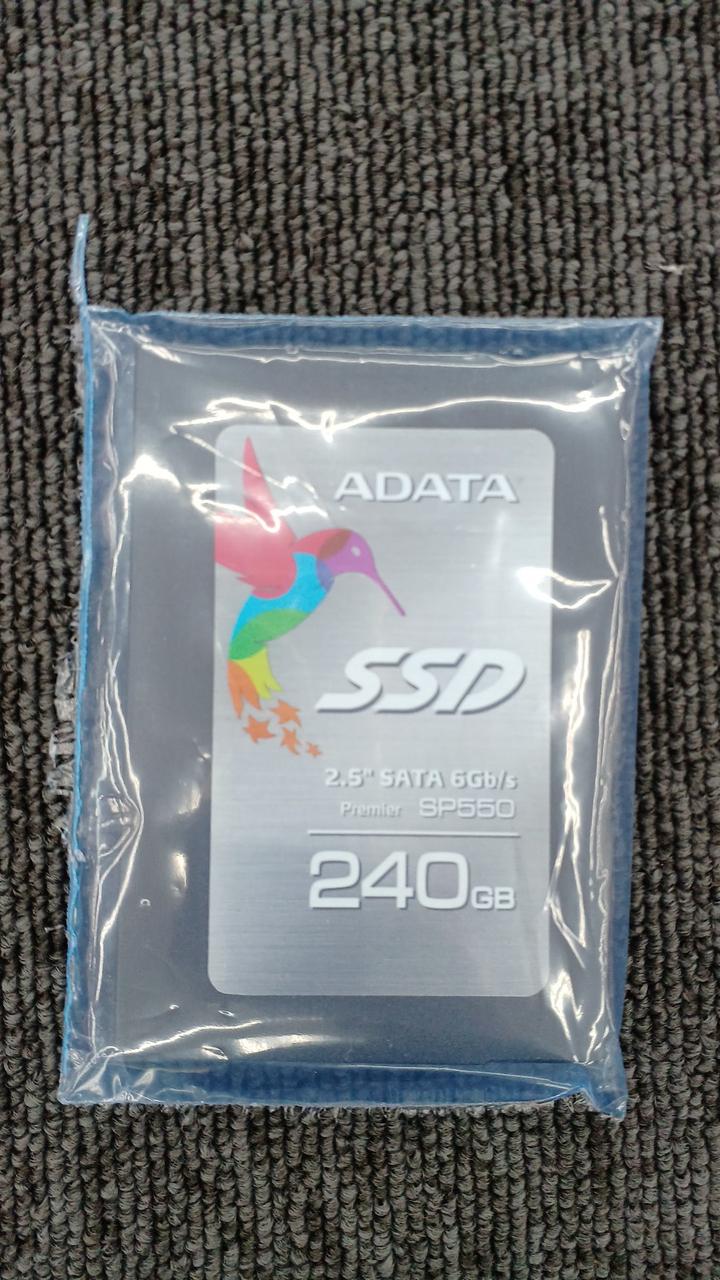 ADATA
SSD
2.5" SATA 6Gb/s
Premier SP550
240GB